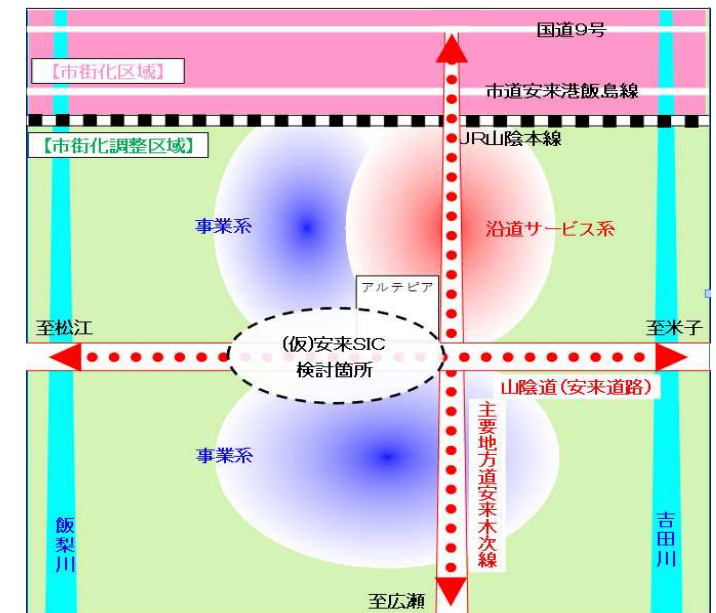 国道9号
【市街化区域】
市道安来港飯島線
JR山陰本線
【市街化調整区域】
事業系
沿道サービス系
アルテピア
至松江
(仮)安来SIC
検討箇所
至米子
山陰道(安来道路)
主要地方道安来木次線
事業系
飯梨川
吉田川
至広瀬